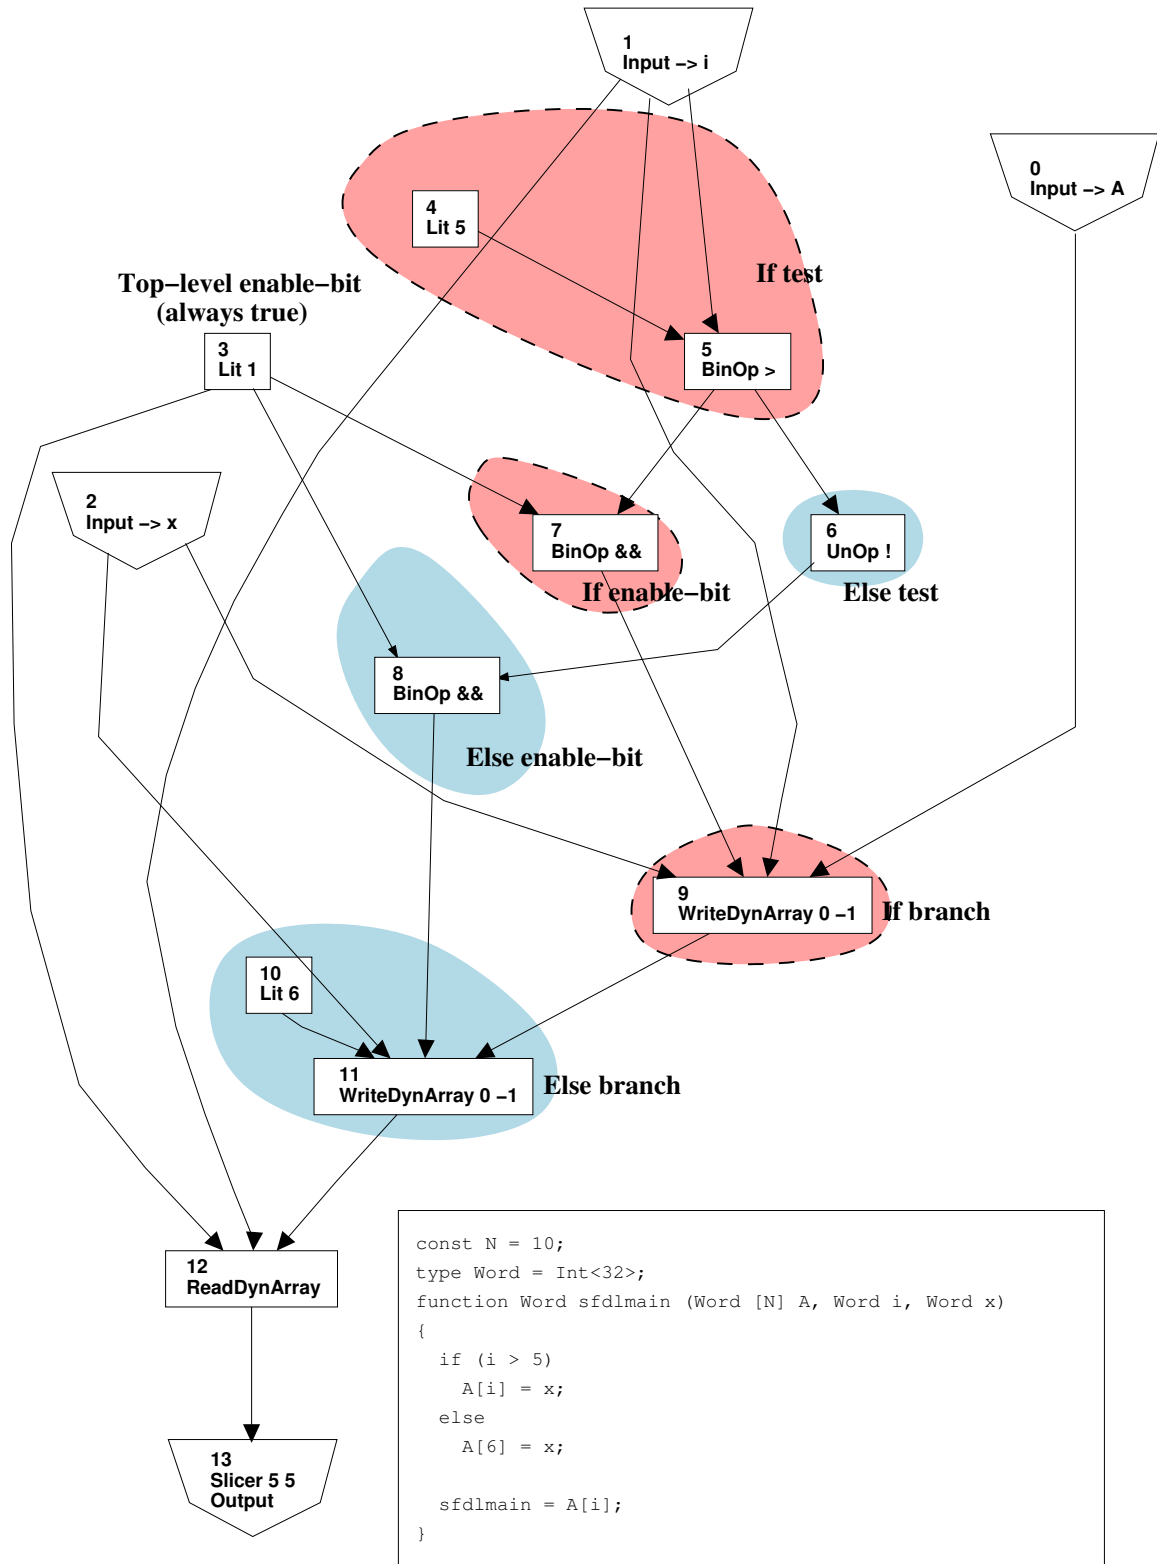 1
Input −> i
0
Input −> A
4
Lit 5
If test
Top−level enable−bit
(always true)
3
Lit 1
5
BinOp >
2
Input −> x
7
BinOp &&
6
UnOp !
If enable−bit
Else test
8
BinOp &&
Else enable−bit
9
WriteDynArray 0 −1
If branch
10
Lit 6
11
WriteDynArray 0 −1
Else branch
12
ReadDynArray
13
Slicer 5 5
Output
const N = 10;
type Word = Int<32>;
function Word sfdlmain (Word [N] A, Word i, Word x)
{
if (i > 5)
A[i] = x;
else
A[6] = x;
sfdlmain = A[i];
}